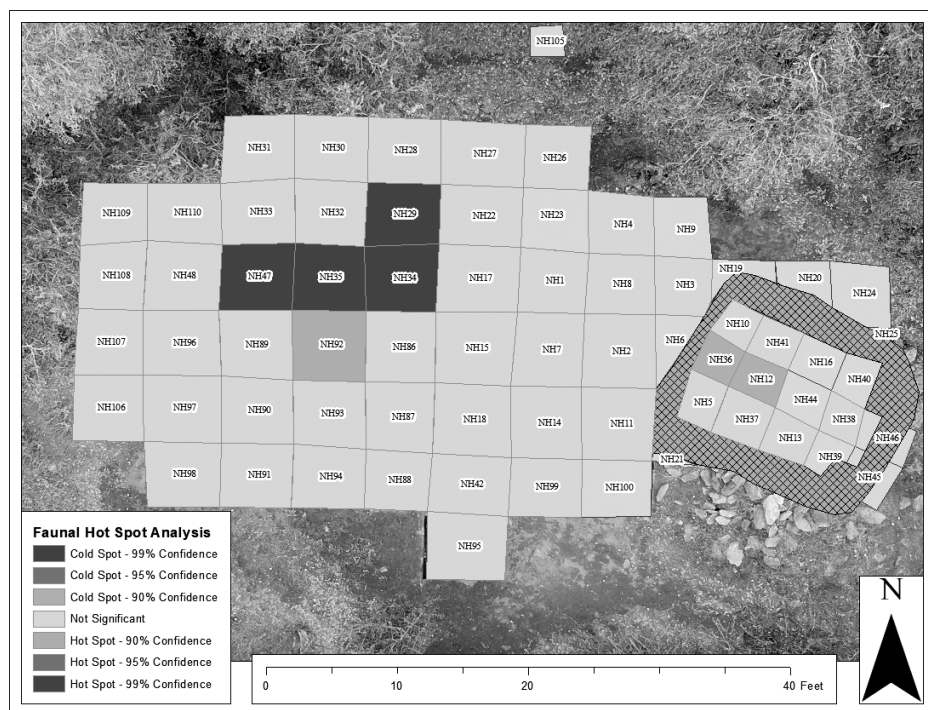 NH105
NH31 NH30 NH28 NH27 NH26
NH109 NH110 NH33 NH32 NH29 NH22 NH23 NH4 NH9
NH108 NH48 NH47 NH35 NH34 NH17 NH1 NH8 NH3 NH19 NH20 NH24
NH107 NH96 NH89 NH92 NH86 NH15 NH7 NH2 NH6 NH10 NH41 NH16 NH25
NH36 NH12 NH44 NH40
NH106 NH97 NH90 NH93 NH87 NH18 NH14 NH11 NH5 NH37 NH13 NH38
NH98 NH91 NH94 NH88 NH42 NH99 NH100 NH21 NH39 NH46 NH45
NH95
Faunal Hot Spot Analysis
Cold Spot - 99% Confidence
Cold Spot - 95% Confidence
Cold Spot - 90% Confidence
Not Significant
Hot Spot - 90% Confidence
Hot Spot - 95% Confidence
Hot Spot - 99% Confidence
0 10 20 40 Feet
N